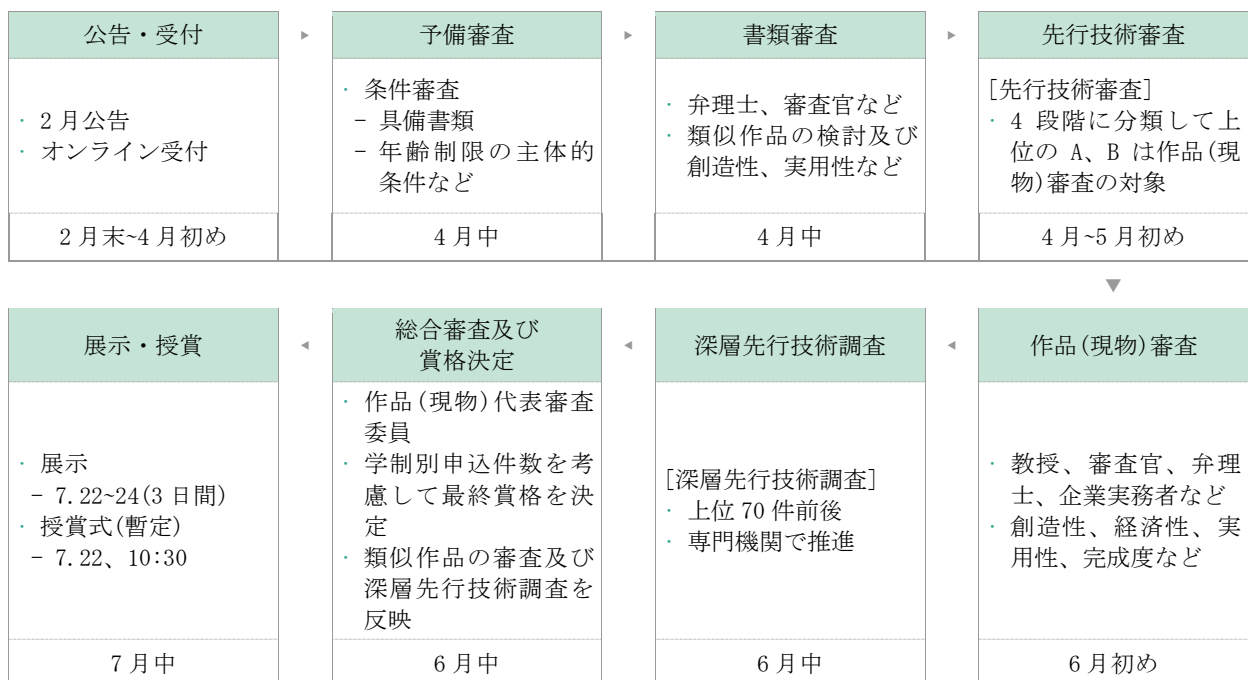 公告・受付
・2月公告
・オンライン受付
2月末~4月初め
▶
予備審査
・条件審査
－具備書類
－年齢制限の主体的
条件など
4月中
▶
書類審査
・弁理士、審査官など
・類似作品の検討及び
創造性、実用性など
4月中
▶
先行技術審査
[先行技術審査]
・4 段階に分類して上
位の A、B は作品(現
物)審査の対象
4月~5月初め
▼
作品(現物)審査
・教授、審査官、弁理
士、企業実務者など
・創造性、経済性、実
用性、完成度など
6月初め
◀
深層先行技術調査
[深層先行技術調査]
・上位 70 件前後
・専門機関で推進
6月中
◀
総合審査及び
賞格決定
・作品(現物)代表審査
委員
・学制別申込件数を考
慮して最終賞格を決
定
・類似作品の審査及び
深層先行技術調査を
反映
6月中
◀
展示・授賞
・展示
－7.22~24(3 日間)
・授賞式(暫定)
－7.22、10:30
7月中